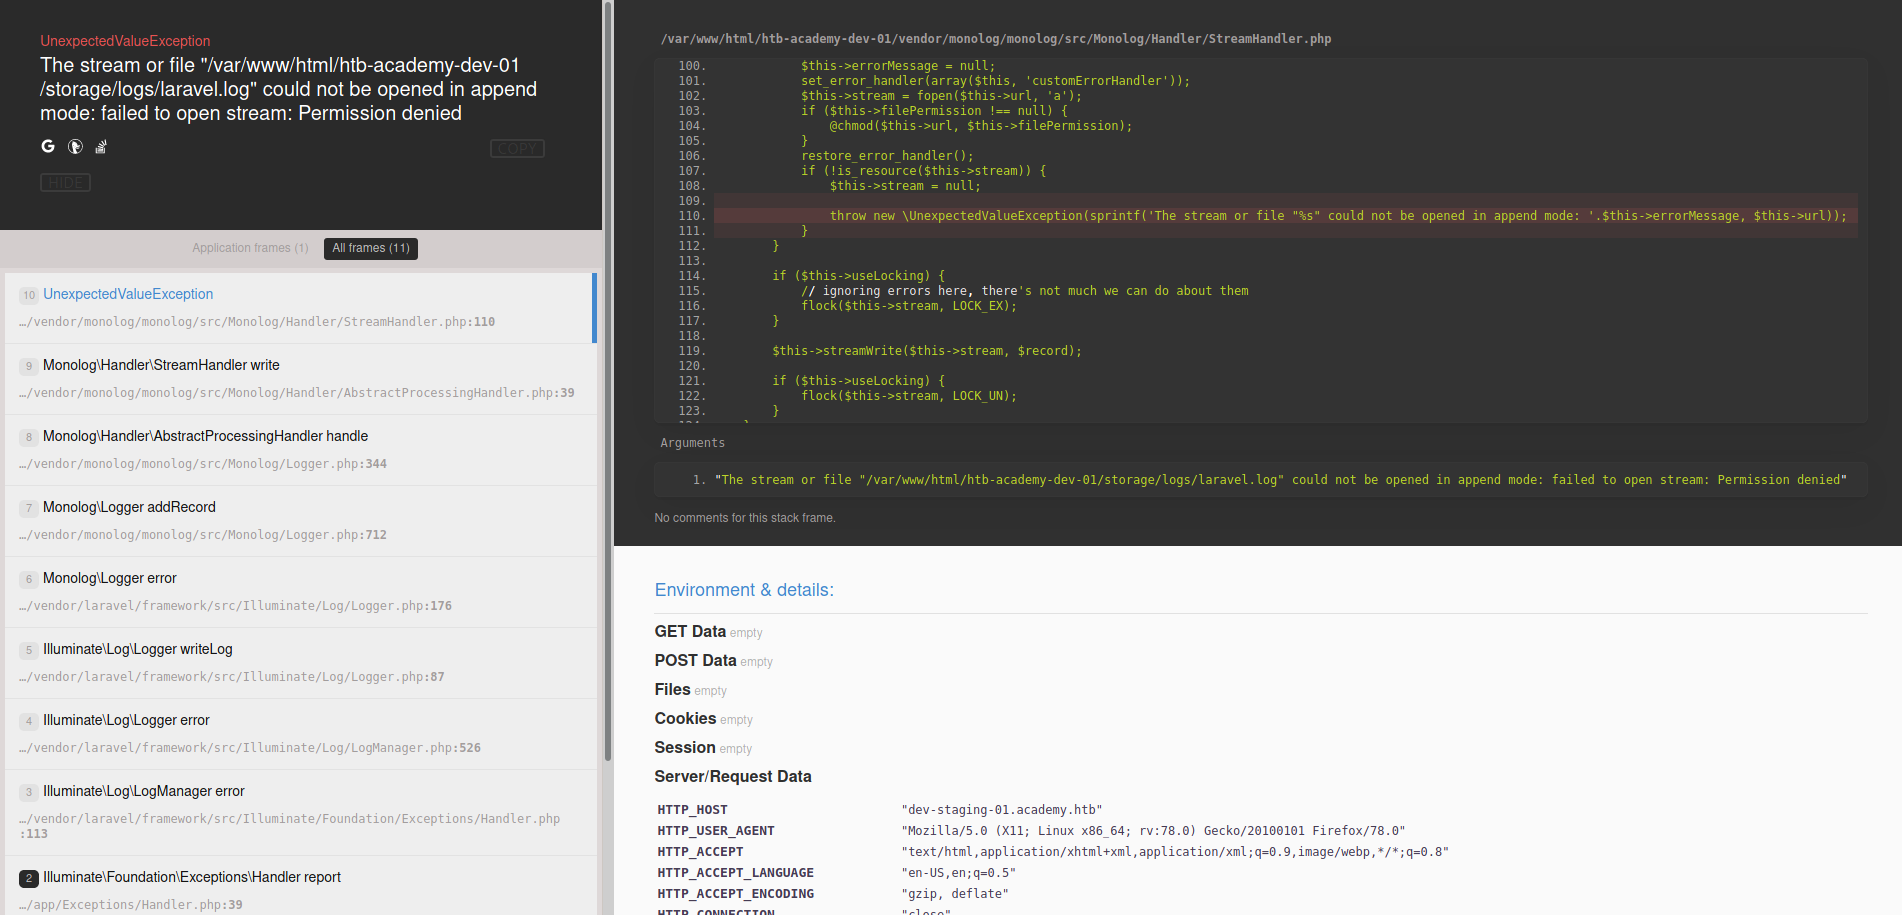 UnexpectedValueException
The stream or file "/var/www/html/htb-academy-dev-01
/storage/logs/laravel.log" could not be opened in append
mode: failed to open stream: Permission denied
COPY
HIDE
Application frames (1) All frames (11)
10 UnexpectedValueException
…/vendor/monolog/monolog/src/Monolog/Handler/StreamHandler.php:110
9 Monolog\Handler\StreamHandler write
…/vendor/monolog/monolog/src/Monolog/Handler/AbstractProcessingHandler.php:39
8 Monolog\Handler\AbstractProcessingHandler handle
…/vendor/monolog/monolog/src/Monolog/Logger.php:344
7 Monolog\Logger addRecord
…/vendor/monolog/monolog/src/Monolog/Logger.php:712
6 Monolog\Logger error
…/vendor/laravel/framework/src/Illuminate/Log/Logger.php:176
5 Illuminate\Log\Logger writeLog
…/vendor/laravel/framework/src/Illuminate/Log/Logger.php:87
4 Illuminate\Log\Logger error
…/vendor/laravel/framework/src/Illuminate/Log/LogManager.php:526
3 Illuminate\Log\LogManager error
…/vendor/laravel/framework/src/Illuminate/Foundation/Exceptions/Handler.php
:113
2 Illuminate\Foundation\Exceptions\Handler report
…/app/Exceptions/Handler.php:39
/var/www/html/htb-academy-dev-01/vendor/monolog/monolog/src/Monolog/Handler/StreamHandler.php
100. $this->errorMessage = null;
101. set_error_handler(array($this, 'customErrorHandler'));
102. $this->stream = fopen($this->url, 'a');
103. if ($this->filePermission !== null) {
104. @chmod($this->url, $this->filePermission);
105. }
106. restore_error_handler();
107. if (!is_resource($this->stream)) {
108. $this->stream = null;
109.
110. throw new \UnexpectedValueException(sprintf('The stream or file "%s" could not be opened in append mode: '.$this->errorMessage, $this->url));
111. }
112. }
113.
114. if ($this->useLocking) {
115. // ignoring errors here, there's not much we can do about them
116. flock($this->stream, LOCK_EX);
117. }
118.
119. $this->streamWrite($this->stream, $record);
120.
121. if ($this->useLocking) {
122. flock($this->stream, LOCK_UN);
123. }
124. }
Arguments
1. "The stream or file "/var/www/html/htb-academy-dev-01/storage/logs/laravel.log" could not be opened in append mode: failed to open stream: Permission denied"
No comments for this stack frame.
Environment & details:
GET Data empty
POST Data empty
Files empty
Cookies empty
Session empty
Server/Request Data
HTTP_HOST "dev-staging-01.academy.htb"
HTTP_USER_AGENT "Mozilla/5.0 (X11; Linux x86_64; rv:78.0) Gecko/20100101 Firefox/78.0"
HTTP_ACCEPT "text/html,application/xhtml+xml,application/xml;q=0.9,image/webp,*/*;q=0.8"
HTTP_ACCEPT_LANGUAGE "en-US,en;q=0.5"
HTTP_ACCEPT_ENCODING "gzip, deflate"
HTTP_CONNECTION "close"